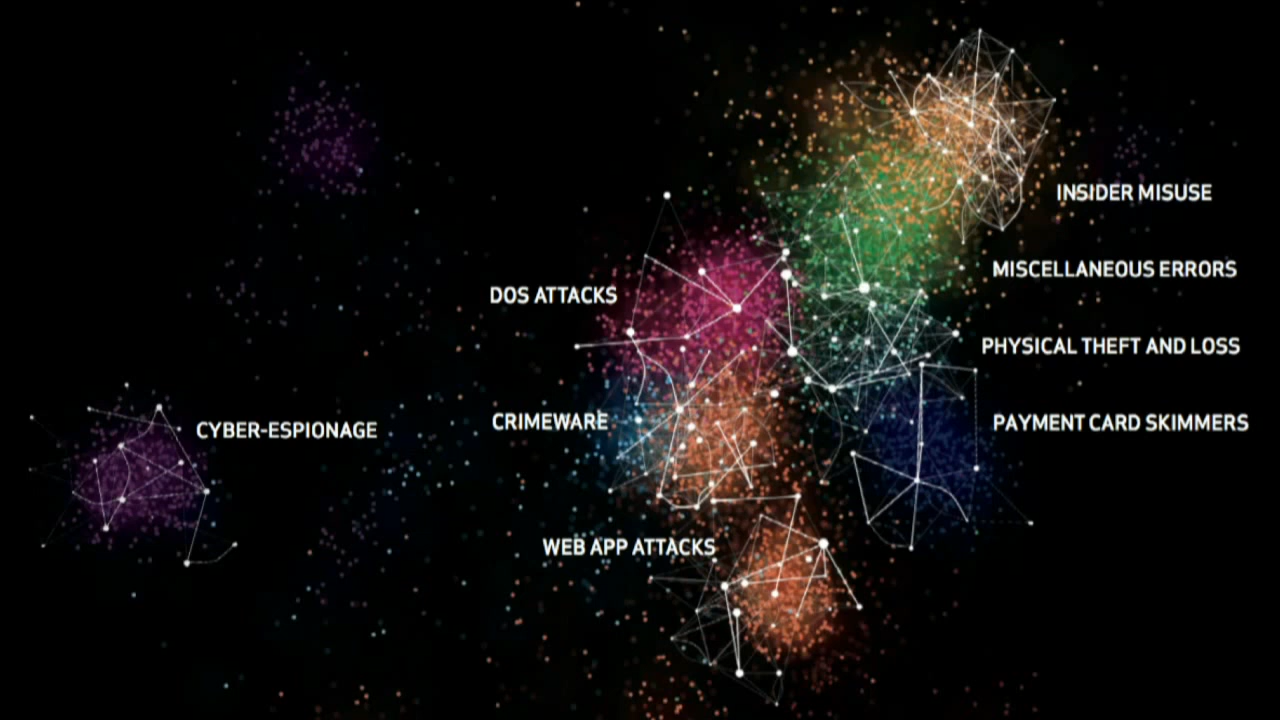 INSIDER MISUSE
MISCELLANEOUS ERRORS
DOS ATTACKS
PHYSICAL THEFT AND LOSS
CRIMEWARE
PAYMENT CARD SKIMMERS
CYBER-ESPIONAGE
WEB APP ATTACKS